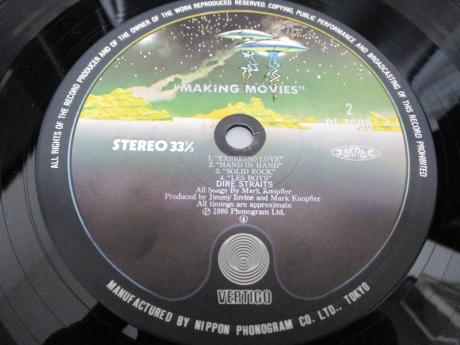 ALL RIGHTS OF THE RECORD PRODUCER AND OF THE OWNER OF THE WORK REPRODUCED RESERVED. COPYING, PUBLIC PERFORMANCE AND BROADCASTING OF THIS RECORD PROHIBITED
"MAKING MOVIES"
2
STEREO 33⅓
1. "EXPRESSO LOVE"
2. "HAND IN HAND"
3. "SOLID ROCK"
4. "LES BOYS"
DIRE STRAITS
All Songs By Mark Knopfler
Produced by Jimmy Iovine and Mark Knopfler
All timings are approximate
Ⓟ 1980 Phonogram Ltd.
④
VERTIGO
MANUFACTURED BY NIPPON PHONOGRAM CO. LTD., TOKYO